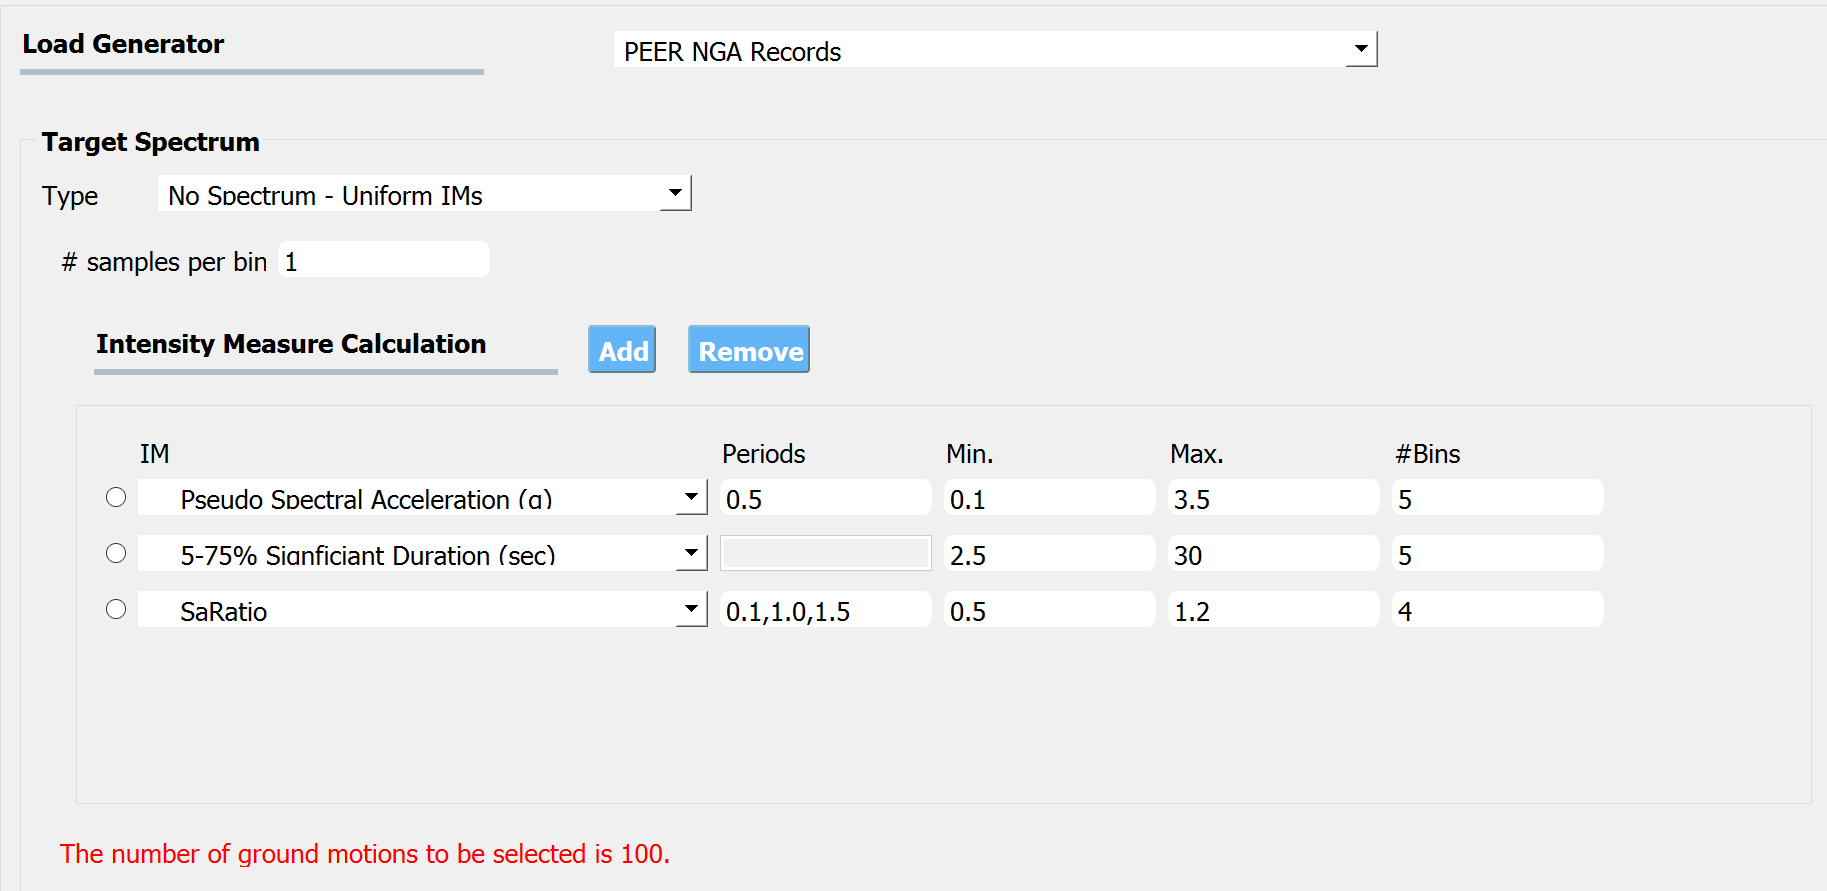 Load Generator PEER NGA Records
Target Spectrum
Type No Spectrum - Uniform IMs
# samples per bin 1
Intensity Measure Calculation Add Remove
IM Periods Min. Max. #Bins
Pseudo Spectral Acceleration (g) 0.5 0.1 3.5 5
5-75% Signficiant Duration (sec) 2.5 30 5
SaRatio 0.1,1.0,1.5 0.5 1.2 4
The number of ground motions to be selected is 100.